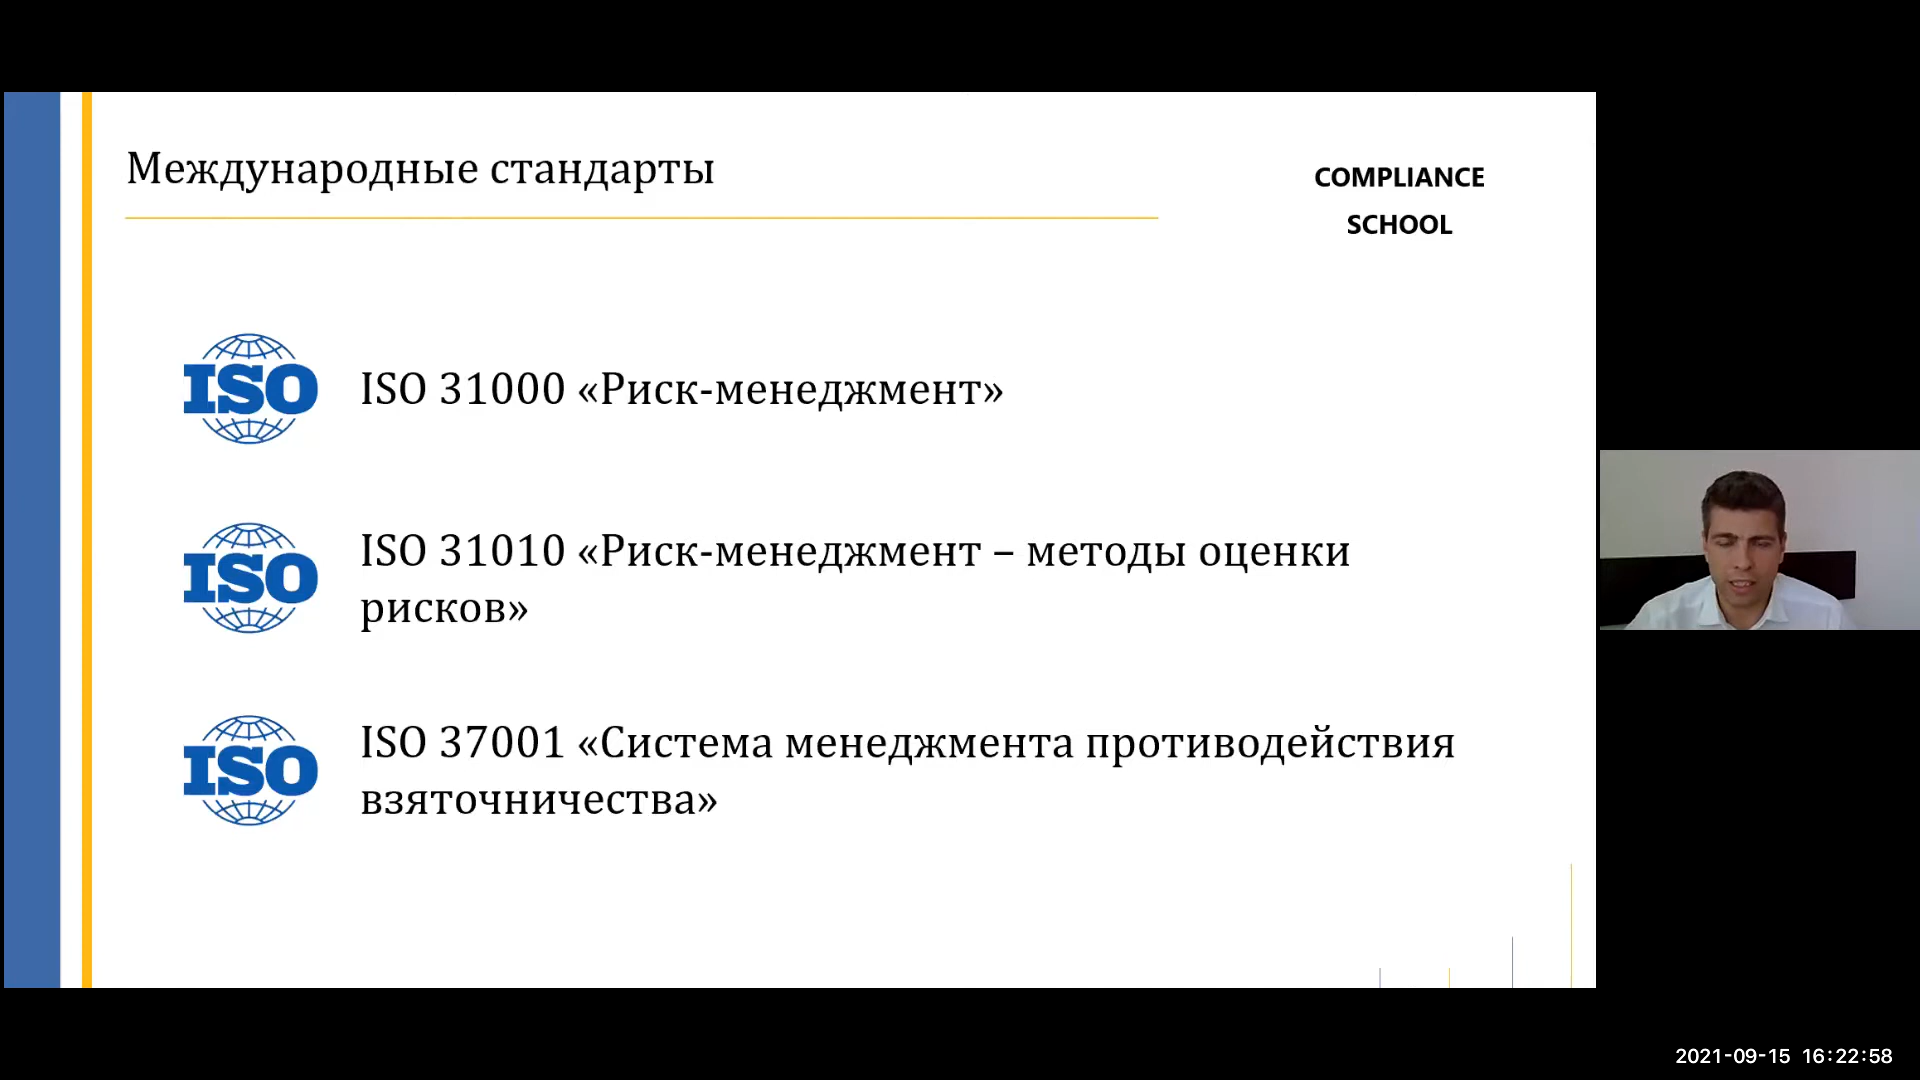 Международные стандарты
COMPLIANCE
SCHOOL
ISO
ISO 31000 «Риск-менеджмент»
ISO
ISO 31010 «Риск-менеджмент – методы оценки
рисков»
ISO
ISO 37001 «Система менеджмента противодействия
взяточничества»
2021-09-15 16:22:58